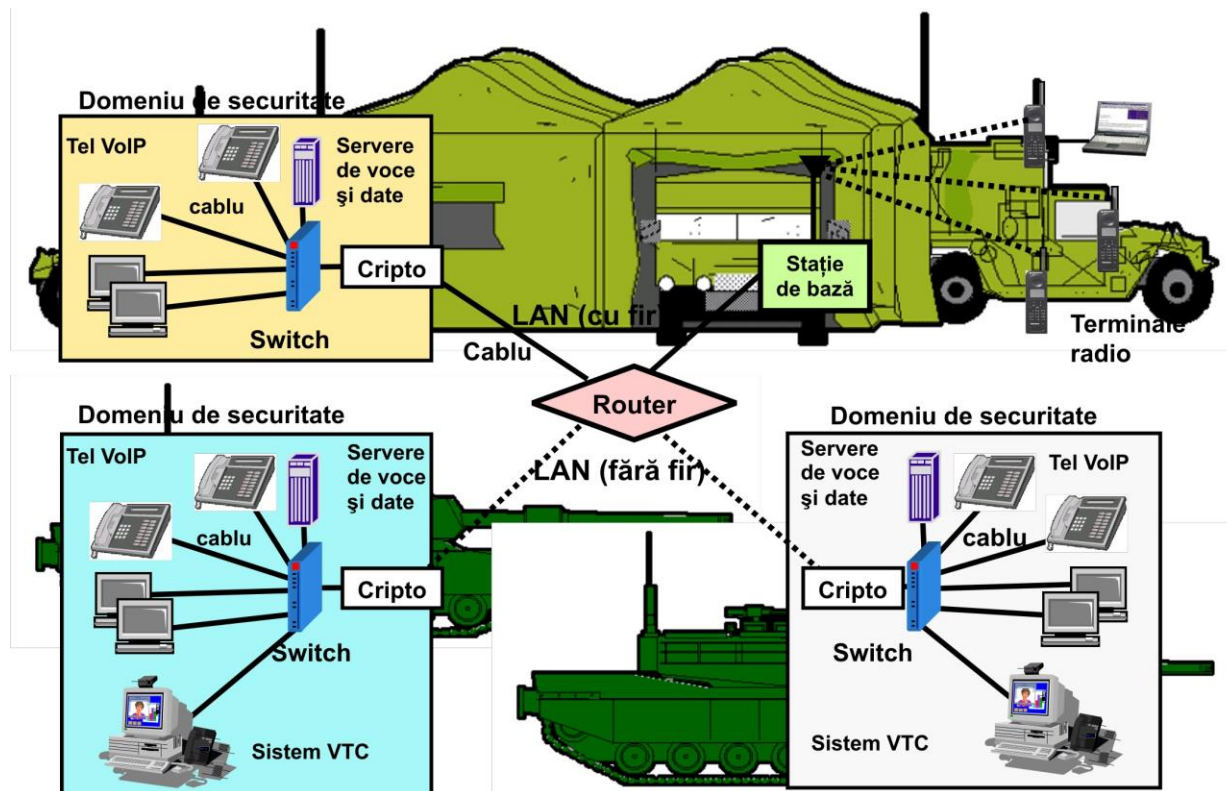 Domeniu de securitate
Tel VoIP
Servere
de voce
şi date
cablu
Cripto
Switch
LAN (cu fir)
Cablu
Stație
de bază
Terminale
radio
Router
LAN (fără fir)
Domeniu de securitate
Tel VoIP
Servere
de voce
şi date
cablu
Cripto
Switch
Sistem VTC
Domeniu de securitate
Servere
de voce
şi date
Tel VoIP
cablu
Cripto
Switch
Sistem VTC